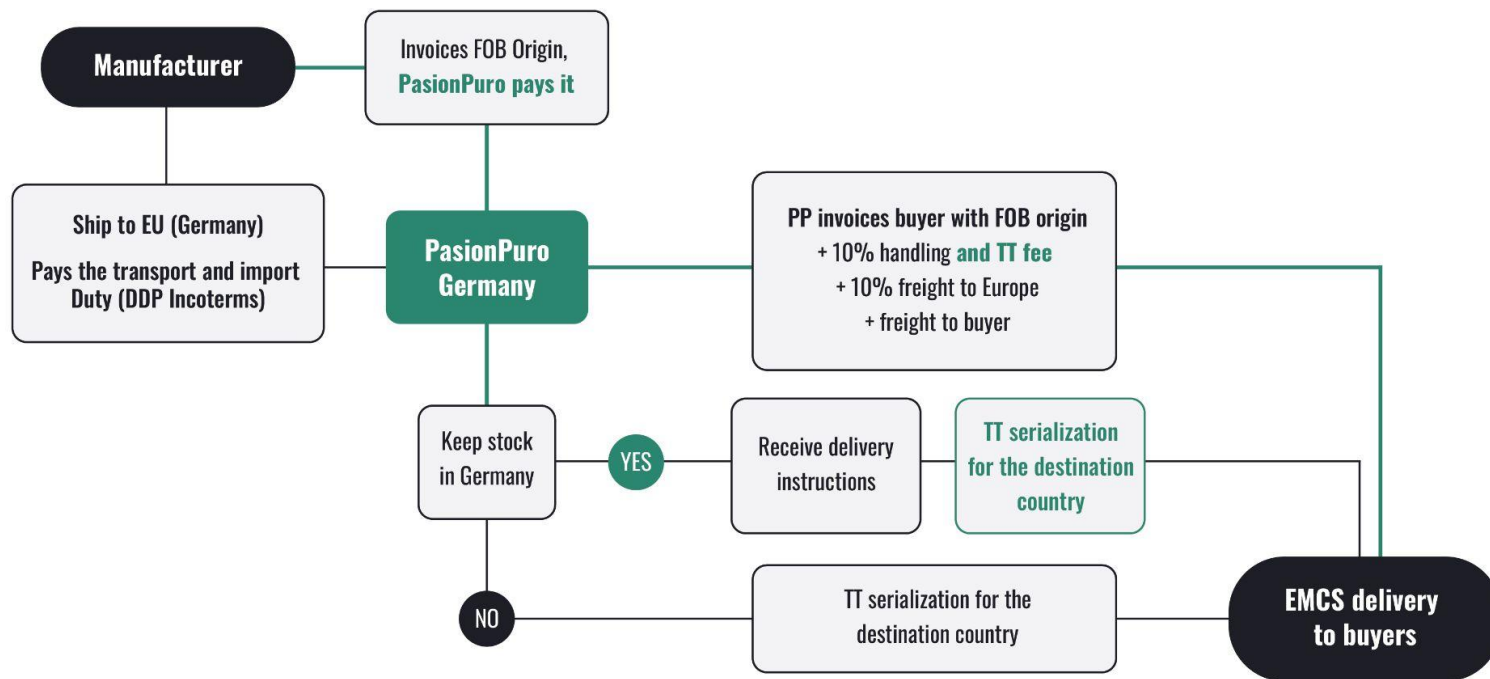 Manufacturer
Invoices FOB Origin,
PasionPuro pays it
Ship to EU (Germany)
Pays the transport and import
Duty (DDP Incoterms)
PasionPuro
Germany
PP invoices buyer with FOB origin
+ 10% handling and TT fee
+ 10% freight to Europe
+ freight to buyer
Keep stock
in Germany
YES
Receive delivery
instructions
TT serialization
for the destination
country
NO
TT serialization for the
destination country
EMCS delivery
to buyers